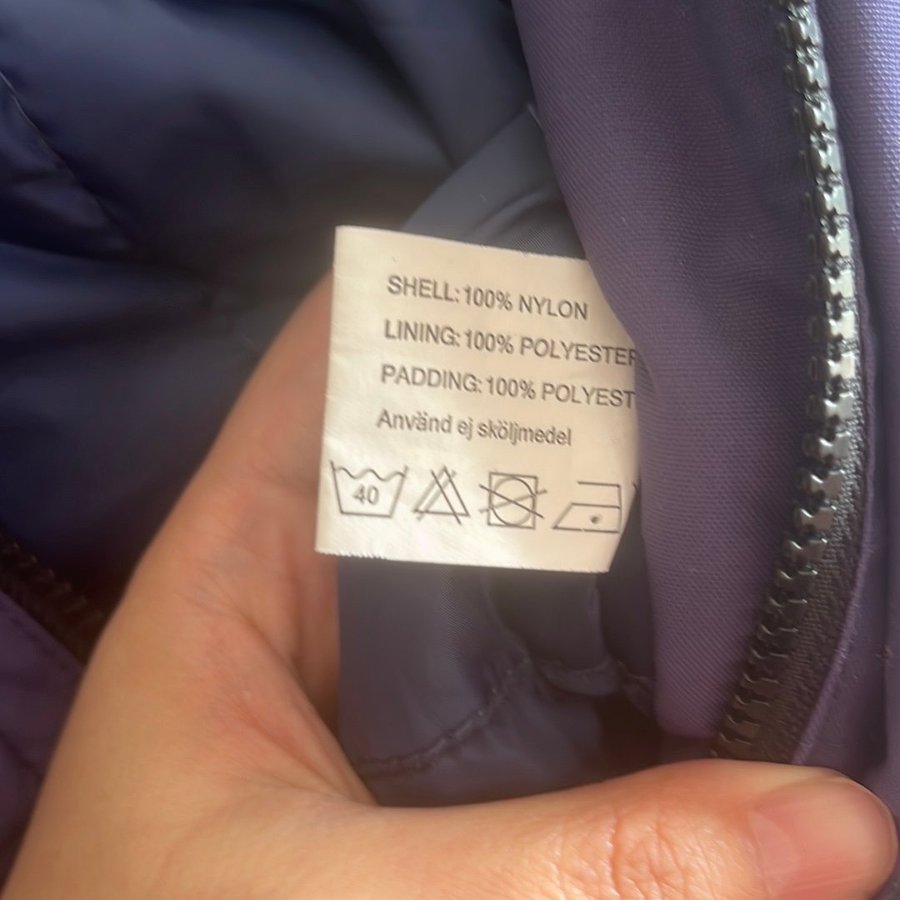 SHELL: 100% NYLON
LINING: 100% POLYESTER
PADDING: 100% POLYEST
Använd ej sköljmedel
40